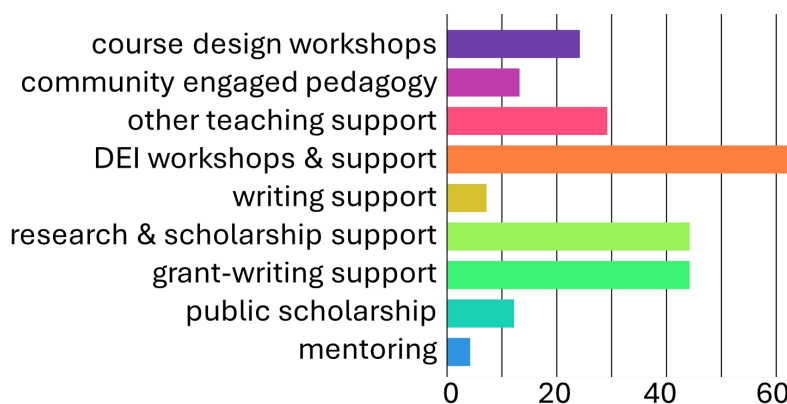 course design workshops
community engaged pedagogy
other teaching support
DEI workshops & support
writing support
research & scholarship support
grant-writing support
public scholarship
mentoring
0 20 40 60